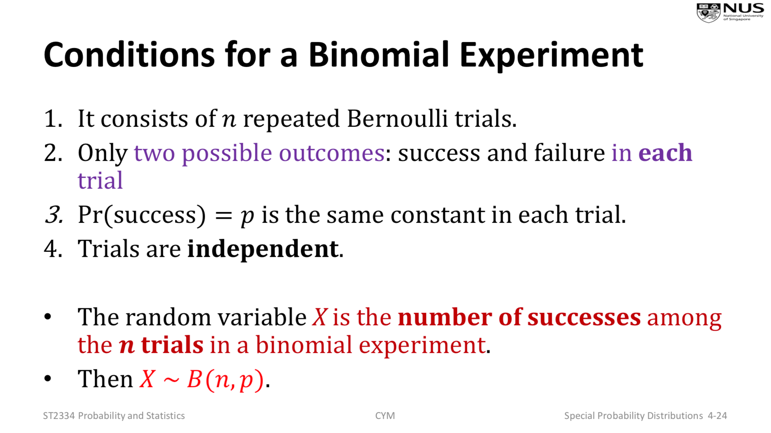 NUS
National University
of Singapore
Conditions for a Binomial Experiment
1. It consists of n repeated Bernoulli trials.
2. Only two possible outcomes: success and failure in each
trial
3. Pr(success) = p is the same constant in each trial.
4. Trials are independent.
• The random variable X is the number of successes among
the n trials in a binomial experiment.
• Then X ~ B(n, p).
ST2334 Probability and Statistics CYM Special Probability Distributions 4-24